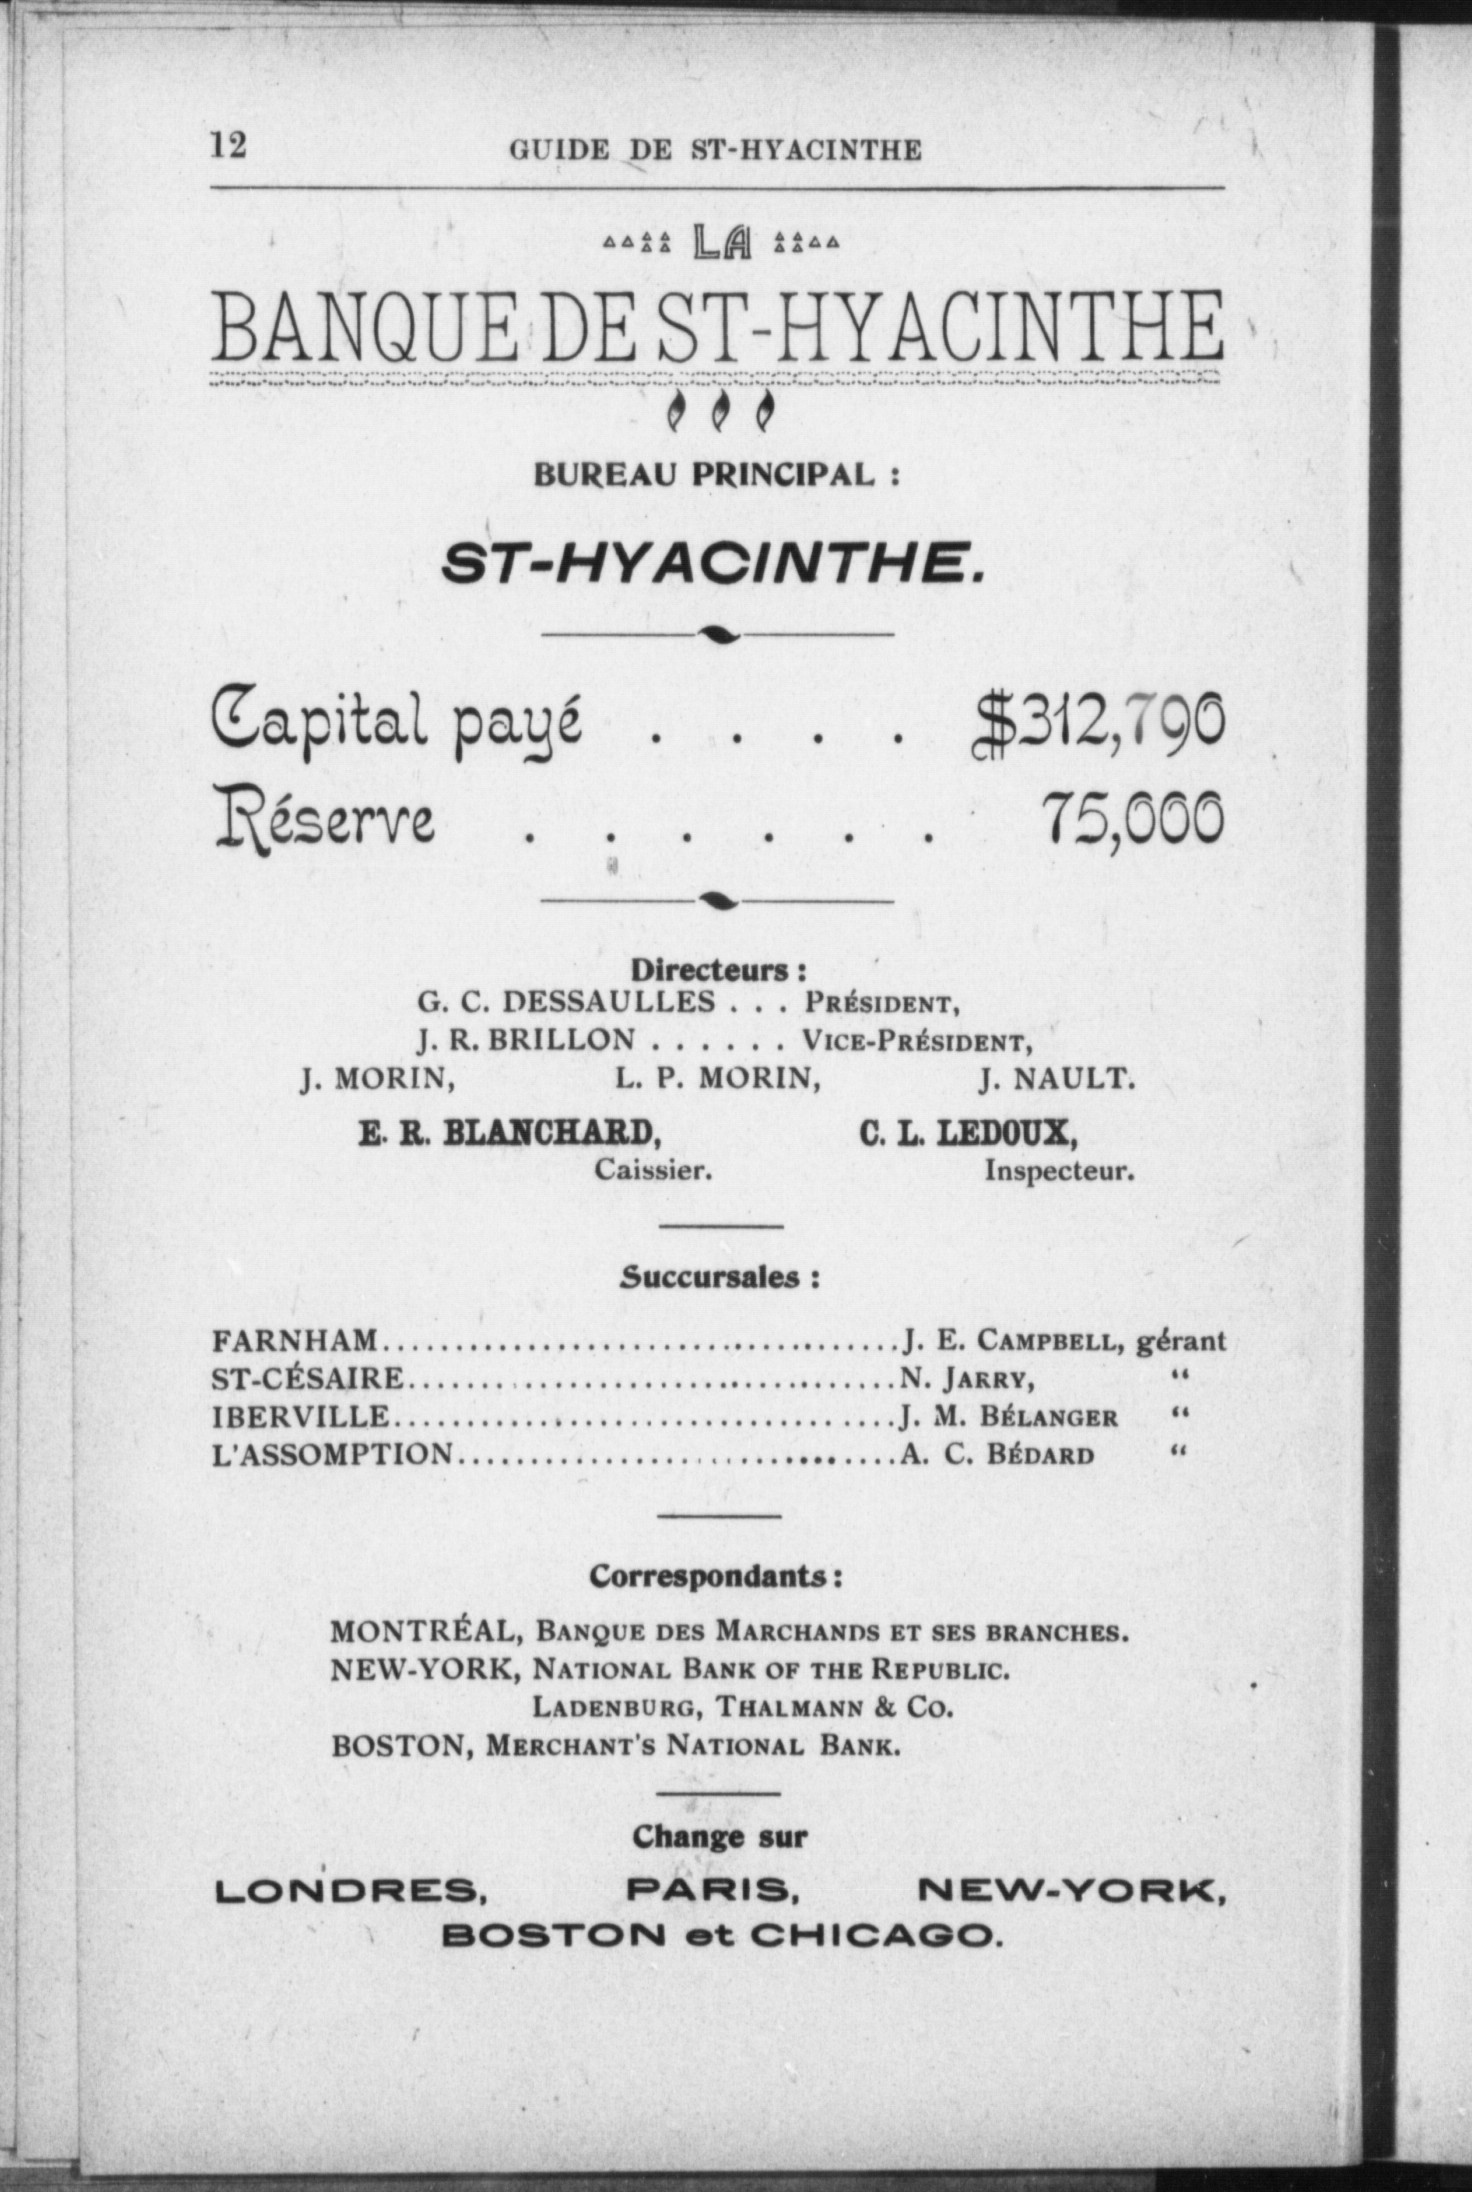 12 GUIDE DE ST-HYACINTHE
LA
BANQUE DE ST-HYACINTHE
BUREAU PRINCIPAL :
ST-HYACINTHE.
Capital payé . . . . $312,790
Réserve . . . . . . 75,000
Directeurs :
G. C. DESSAULLES . . . PRÉSIDENT,
J. R. BRILLON . . . . . . VICE-PRÉSIDENT,
J. MORIN, L. P. MORIN, J. NAULT.
E. R. BLANCHARD, C. L. LEDOUX,
Caissier. Inspecteur.
Succursales :
FARNHAM.................................... J. E. CAMPBELL, gérant
ST-CÉSAIRE.................................. N. JARRY, “
IBERVILLE................................... J. M. BÉLANGER “
L'ASSOMPTION.............................. A. C. BÉDARD “
Correspondants :
MONTRÉAL, BANQUE DES MARCHANDS ET SES BRANCHES.
NEW-YORK, NATIONAL BANK OF THE REPUBLIC.
LADENBURG, THALMANN & CO.
BOSTON, MERCHANT'S NATIONAL BANK.
Change sur
LONDRES, PARIS, NEW-YORK,
BOSTON et CHICAGO.